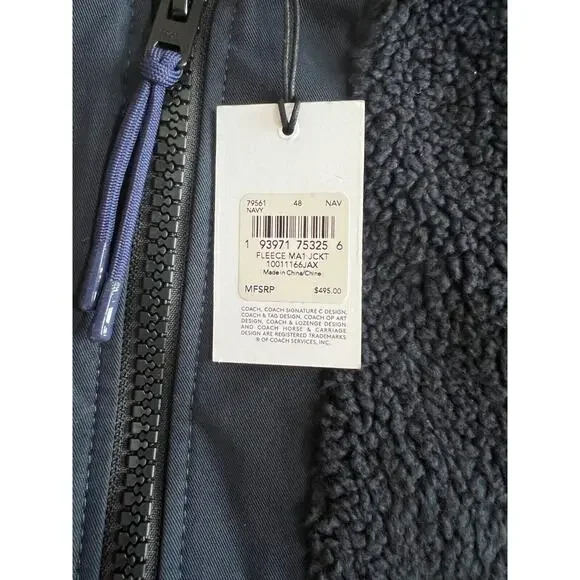 79561 48 NAV
NAVY
1 93971 75325 6
FLEECE MA1 JCKT
10011166JAX
Made in China/Chine
MFSRP $495.00
COACH, COACH SIGNATURE C DESIGN,
COACH & TAG DESIGN, COACH OP ART
DESIGN, COACH & LOZENGE DESIGN
AND COACH HORSE & CARRIAGE
DESIGN ARE REGISTERED TRADEMARKS
® OF COACH SERVICES, INC.